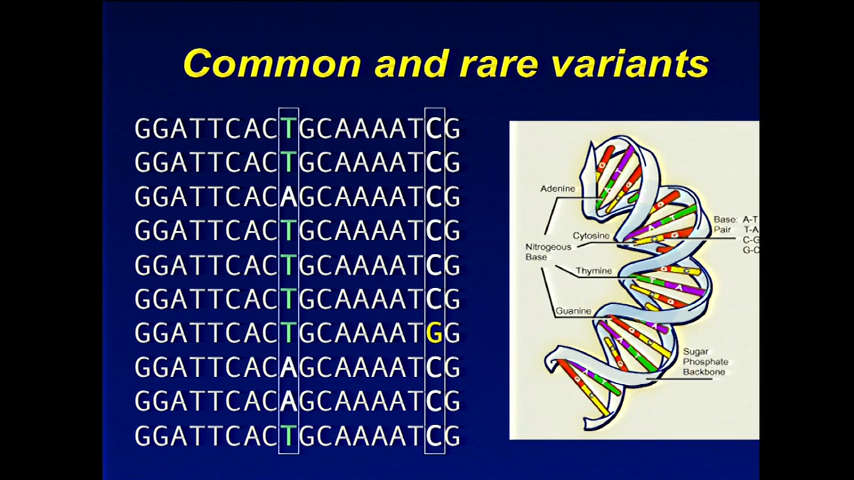 Common and rare variants
GGATTCACTGCAAAATCG
GGATTCACTGCAAAATCG
GGATTCACAGCAAAATCG
GGATTCACTGCAAAATCG
GGATTCACTGCAAAATCG
GGATTCACTGCAAAATCG
GGATTCACTGCAAAATGG
GGATTCACAGCAAAATCG
GGATTCACAGCAAAATCG
GGATTCACTGCAAAATCG
Adenine
Cytosine
Nitrogeous
Base
Thymine
Guanine
Base:
Pair
A-T
T-A
C-G
G-C
Sugar
Phosphate
Backbone